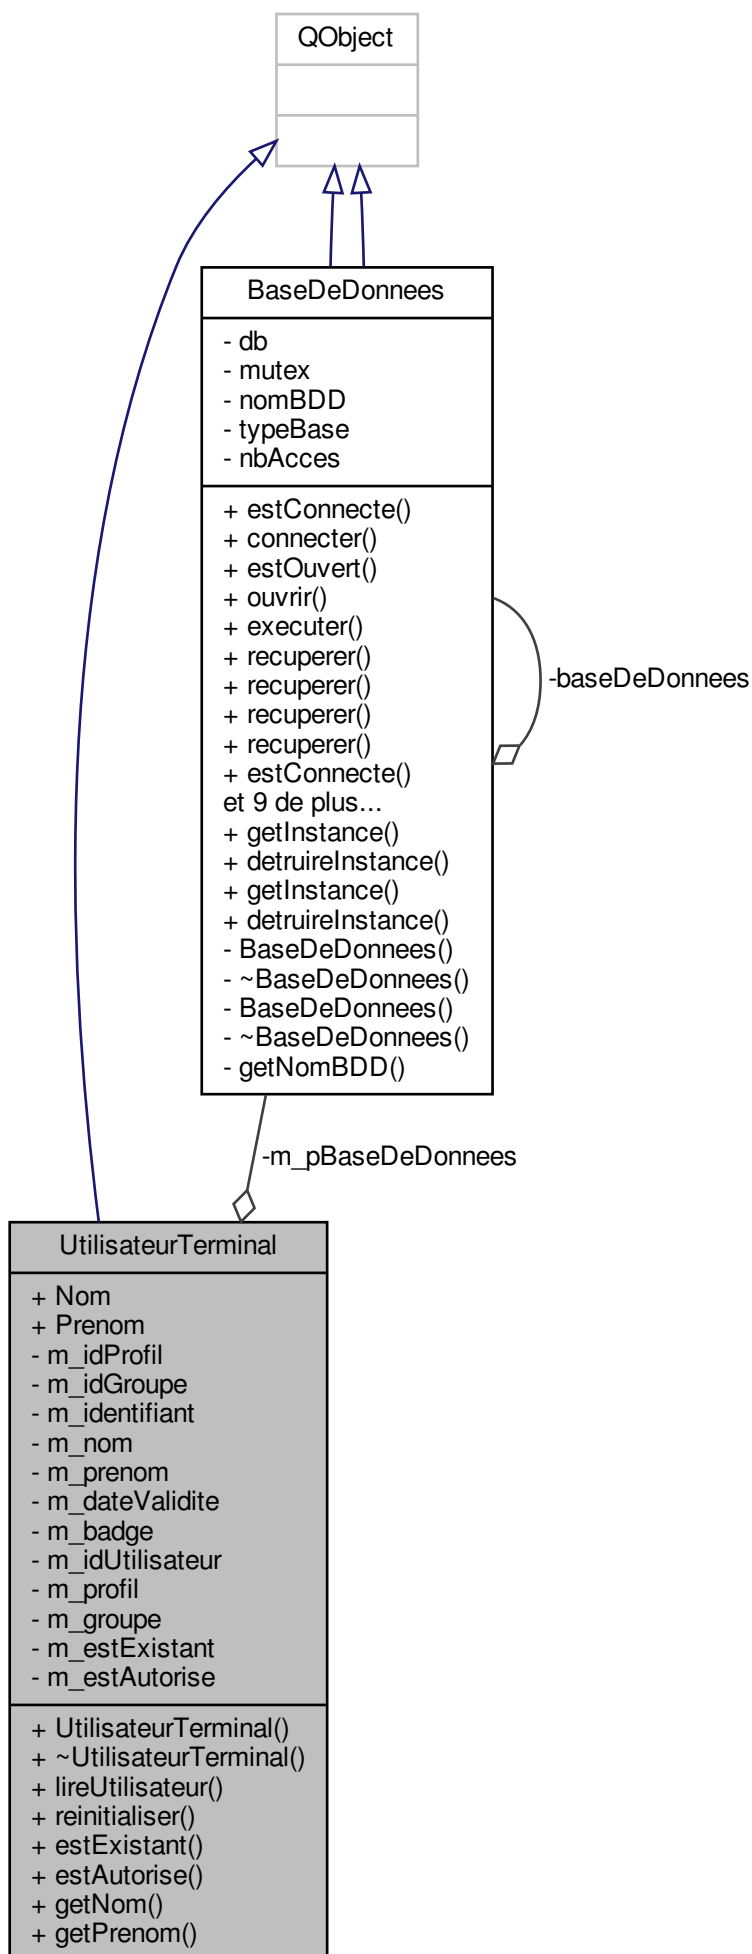 QObject
BaseDeDonnees
- db
- mutex
- nomBDD
- typeBase
- nbAcces
+ estConnecte()
+ connecter()
+ estOuvert()
+ ouvrir()
+ executer()
+ recuperer()
+ recuperer()
+ recuperer()
+ recuperer()
+ estConnecte()
et 9 de plus...
+ getInstance()
+ detruireInstance()
+ getInstance()
+ detruireInstance()
- BaseDeDonnees()
- ~BaseDeDonnees()
- BaseDeDonnees()
- ~BaseDeDonnees()
- getNomBDD()
-baseDeDonnees
-m_pBaseDeDonnees
UtilisateurTerminal
+ Nom
+ Prenom
- m_idProfil
- m_idGroupe
- m_identifiant
- m_nom
- m_prenom
- m_dateValidite
- m_badge
- m_idUtilisateur
- m_profil
- m_groupe
- m_estExistant
- m_estAutorise
+ UtilisateurTerminal()
+ ~UtilisateurTerminal()
+ lireUtilisateur()
+ reinitialiser()
+ estExistant()
+ estAutorise()
+ getNom()
+ getPrenom()